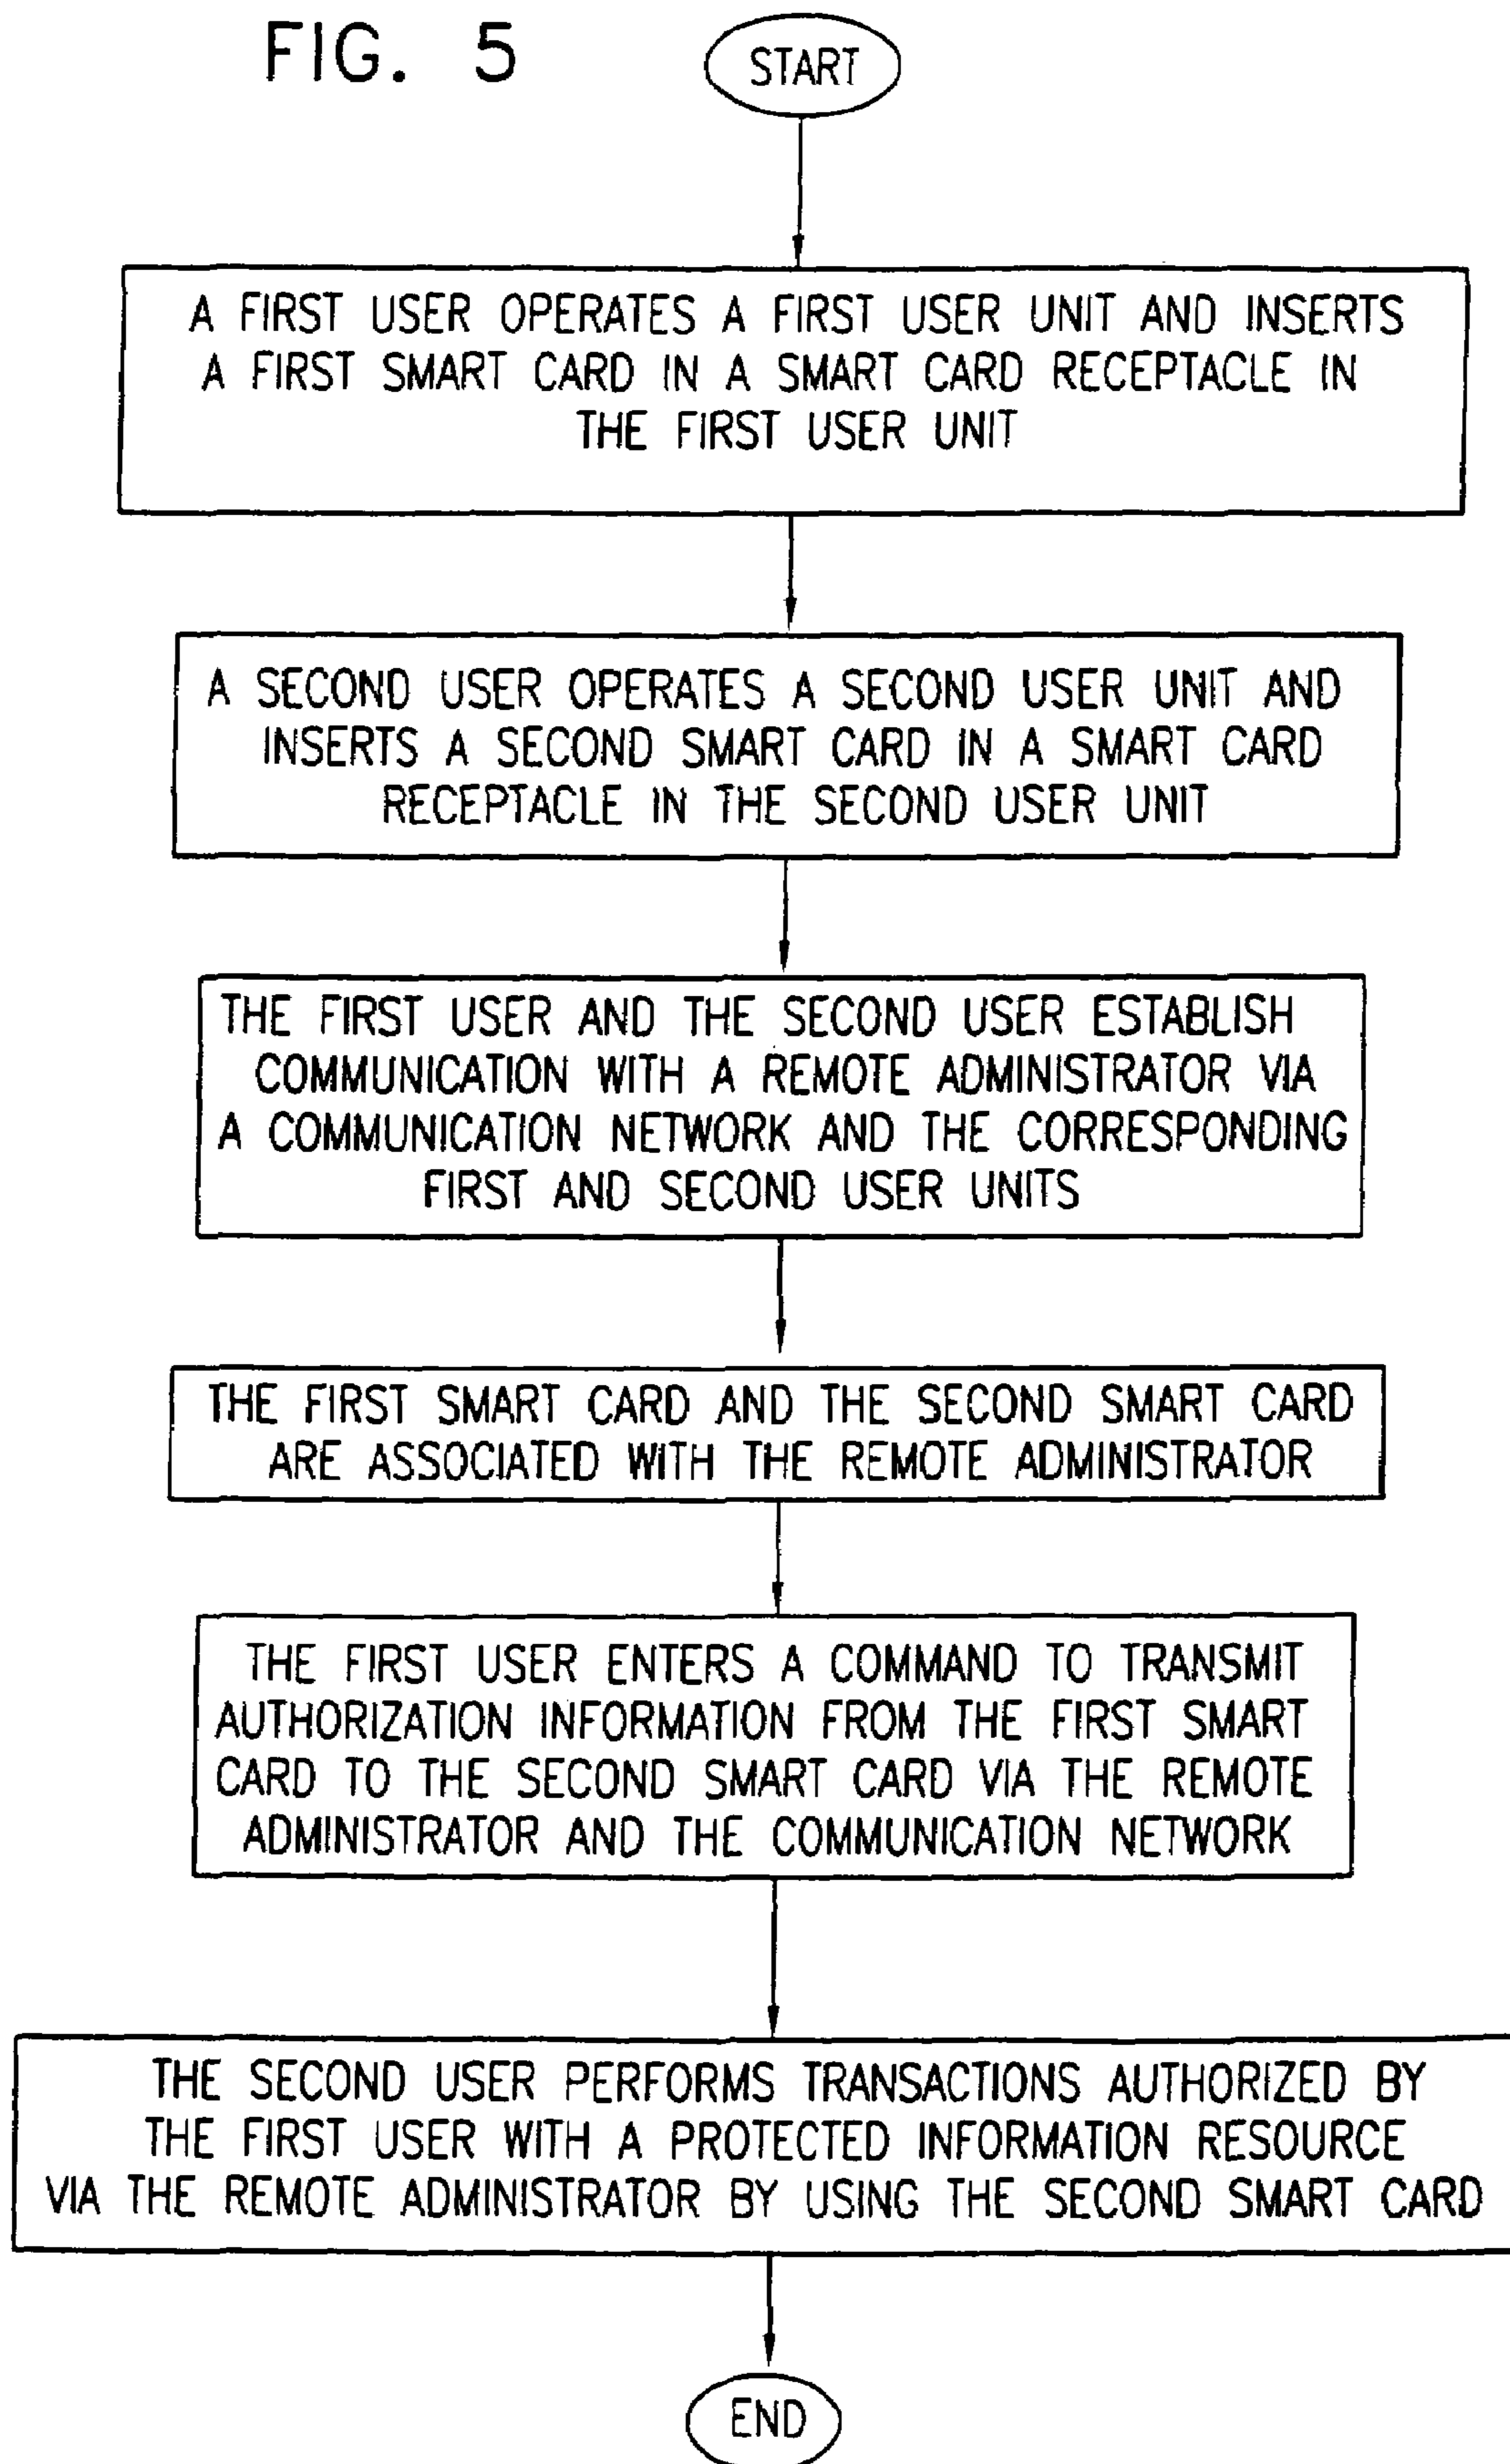 FIG. 5
START
A FIRST USER OPERATES A FIRST USER UNIT AND INSERTS
A FIRST SMART CARD IN A SMART CARD RECEPTACLE IN
THE FIRST USER UNIT
A SECOND USER OPERATES A SECOND USER UNIT AND
INSERTS A SECOND SMART CARD IN A SMART CARD
RECEPTACLE IN THE SECOND USER UNIT
THE FIRST USER AND THE SECOND USER ESTABLISH
COMMUNICATION WITH A REMOTE ADMINISTRATOR VIA
A COMMUNICATION NETWORK AND THE CORRESPONDING
FIRST AND SECOND USER UNITS
THE FIRST SMART CARD AND THE SECOND SMART CARD
ARE ASSOCIATED WITH THE REMOTE ADMINISTRATOR
THE FIRST USER ENTERS A COMMAND TO TRANSMIT
AUTHORIZATION INFORMATION FROM THE FIRST SMART
CARD TO THE SECOND SMART CARD VIA THE REMOTE
ADMINISTRATOR AND THE COMMUNICATION NETWORK
THE SECOND USER PERFORMS TRANSACTIONS AUTHORIZED BY
THE FIRST USER WITH A PROTECTED INFORMATION RESOURCE
VIA THE REMOTE ADMINISTRATOR BY USING THE SECOND SMART CARD
END